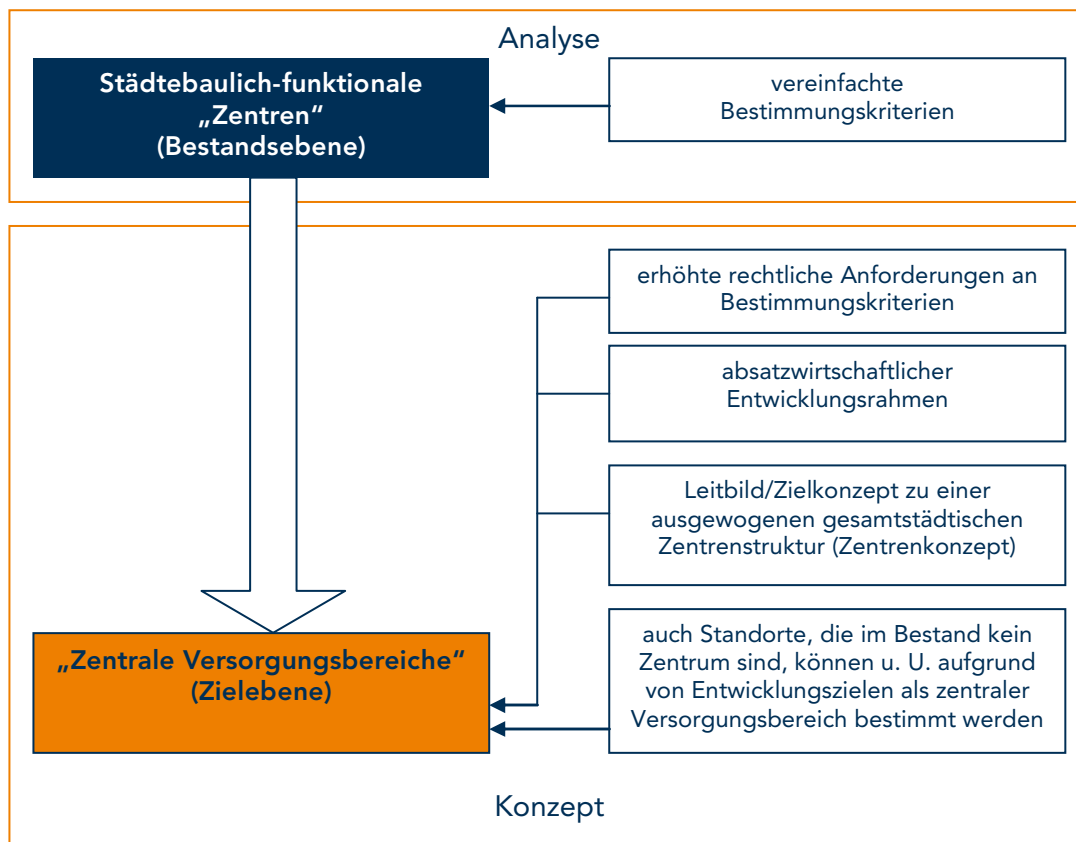 Analyse
Städtebaulich-funktionale
„Zentren“
(Bestandsebene)
vereinfachte
Bestimmungskriterien
erhöhte rechtliche Anforderungen an
Bestimmungskriterien
absatzwirtschaftlicher
Entwicklungsrahmen
Leitbild/Zielkonzept zu einer
ausgewogenen gesamtstädtischen
Zentrenstruktur (Zentrenkonzept)
auch Standorte, die im Bestand kein
Zentrum sind, können u. U. aufgrund
von Entwicklungszielen als zentraler
Versorgungsbereich bestimmt werden
„Zentrale Versorgungsbereiche“
(Zielebene)
Konzept